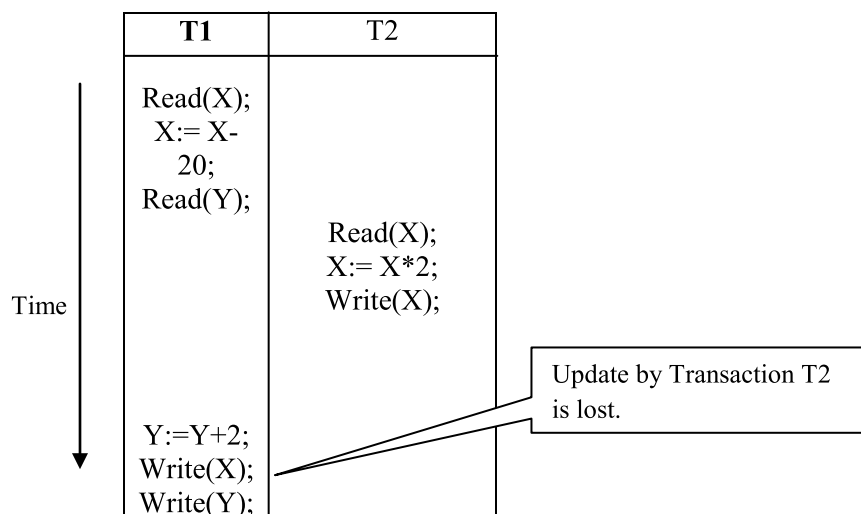 T1 T2
Read(X);
X:= X-
20;
Read(Y);
Read(X);
X:= X*2;
Write(X);
Time
Update by Transaction T2
is lost.
Y:=Y+2;
Write(X);
Write(Y);